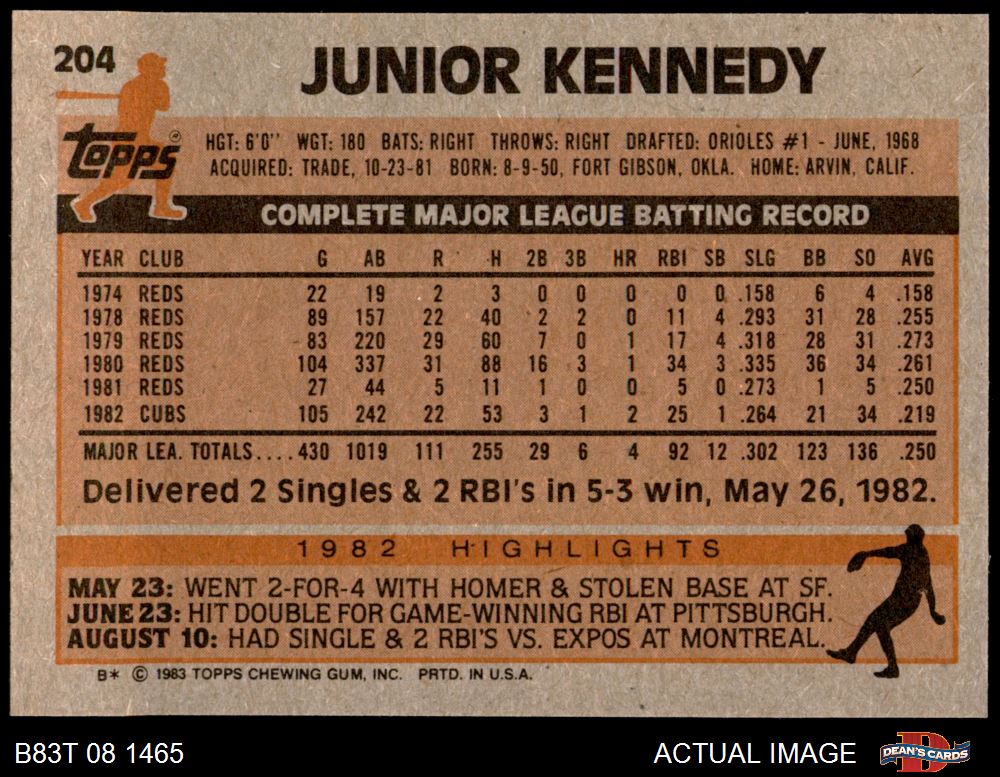 204
JUNIOR KENNEDY
topps®
HGT: 6'0" WGT: 180 BATS: RIGHT THROWS: RIGHT DRAFTED: ORIOLES #1 - JUNE, 1968
ACQUIRED: TRADE, 10-23-81 BORN: 8-9-50, FORT GIBSON, OKLA. HOME: ARVIN, CALIF.
COMPLETE MAJOR LEAGUE BATTING RECORD
YEAR CLUB G AB R H 2B 3B HR RBI SB SLG BB SO AVG
1974 REDS 22 19 2 3 0 0 0 0 0 .158 6 4 .158
1978 REDS 89 157 22 40 2 2 0 11 4 .293 31 28 .255
1979 REDS 83 220 29 60 7 0 1 17 4 .318 28 31 .273
1980 REDS 104 337 31 88 16 3 1 34 3 .335 36 34 .261
1981 REDS 27 44 5 11 1 0 0 5 0 .273 1 5 .250
1982 CUBS 105 242 22 53 3 1 2 25 1 .264 21 34 .219
MAJOR LEA. TOTALS.... 430 1019 111 255 29 6 4 92 12 .302 123 136 .250
Delivered 2 Singles & 2 RBI's in 5-3 win, May 26, 1982.
1982 HIGHLIGHTS
MAY 23: WENT 2-FOR-4 WITH HOMER & STOLEN BASE AT SF.
JUNE 23: HIT DOUBLE FOR GAME-WINNING RBI AT PITTSBURGH.
AUGUST 10: HAD SINGLE & 2 RBI'S VS. EXPOS AT MONTREAL.
B* © 1983 TOPPS CHEWING GUM, INC. PRTD. IN U.S.A.
B83T 08 1465
ACTUAL IMAGE
DEAN'S CARDS